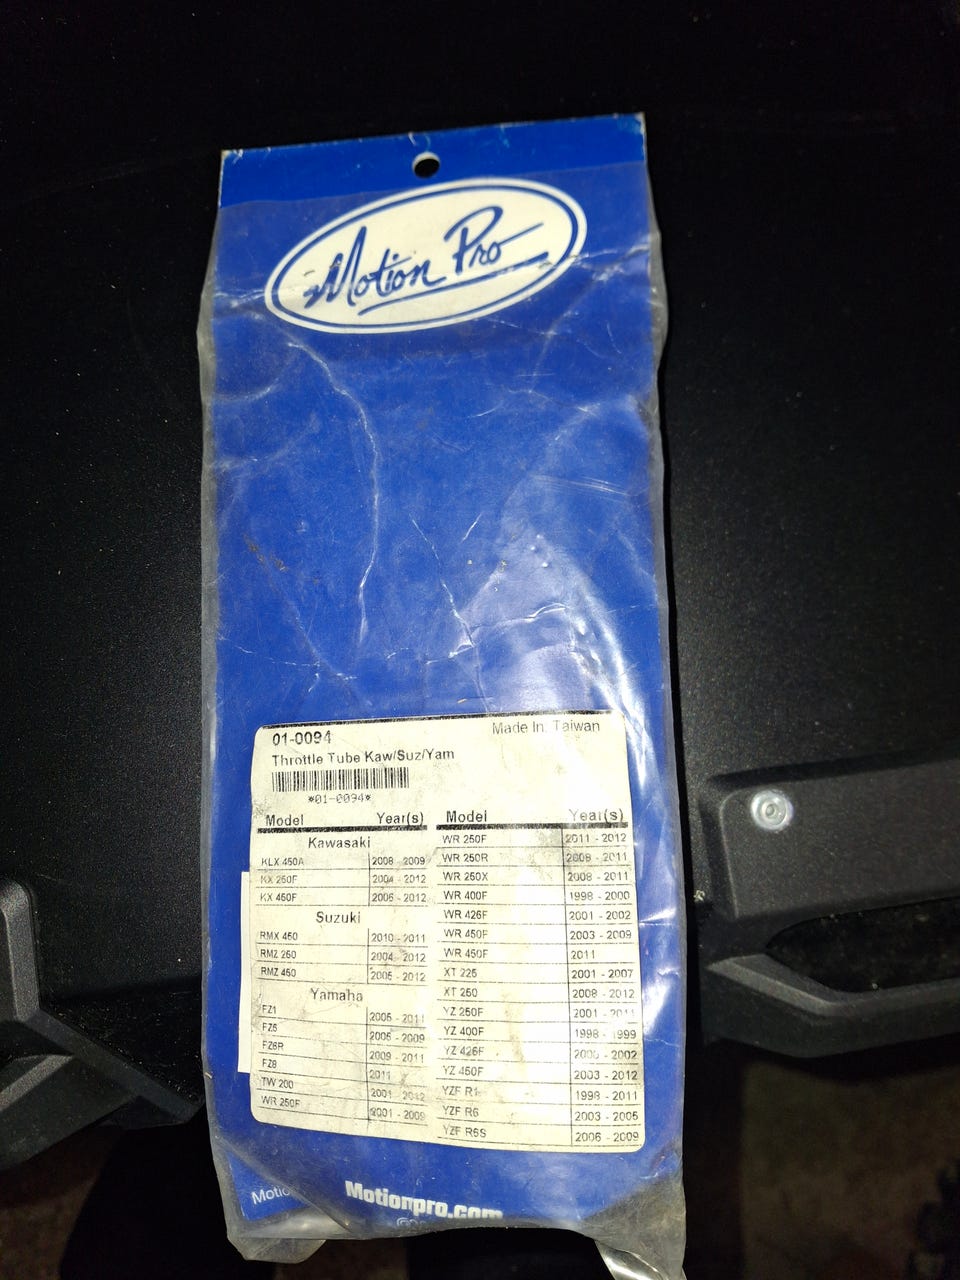 Motion Pro
01-0094
Made In Taiwan
Throttle Tube Kaw/Suz/Yam
*01-0094*
Model Year(s)
Kawasaki
KLX 450A 2008 - 2009
KX 250F 2004 - 2012
KX 450F 2006 - 2012
Suzuki
RMX 450 2010 - 2011
RMZ 250 2004 - 2012
RMZ 450 2005 - 2012
Yamaha
FZ1 2006 - 2011
FZ6 2005 - 2009
FZ6R 2009 - 2011
FZ8 2011
TW 200 2001 - 2012
WR 250F 2001 - 2009
Model Year(s)
WR 250F 2011 - 2012
WR 250R 2008 - 2011
WR 250X 2008 - 2011
WR 400F 1998 - 2000
WR 426F 2001 - 2002
WR 450F 2003 - 2009
WR 450F 2011
XT 225 2001 - 2007
XT 250 2008 - 2012
YZ 250F 2001 - 2011
YZ 400F 1998 - 1999
YZ 426F 2000 - 2002
YZ 450F 2003 - 2012
YZF R1 1998 - 2011
YZF R6 2003 - 2005
YZF R6S 2006 - 2009
Motionpro.com